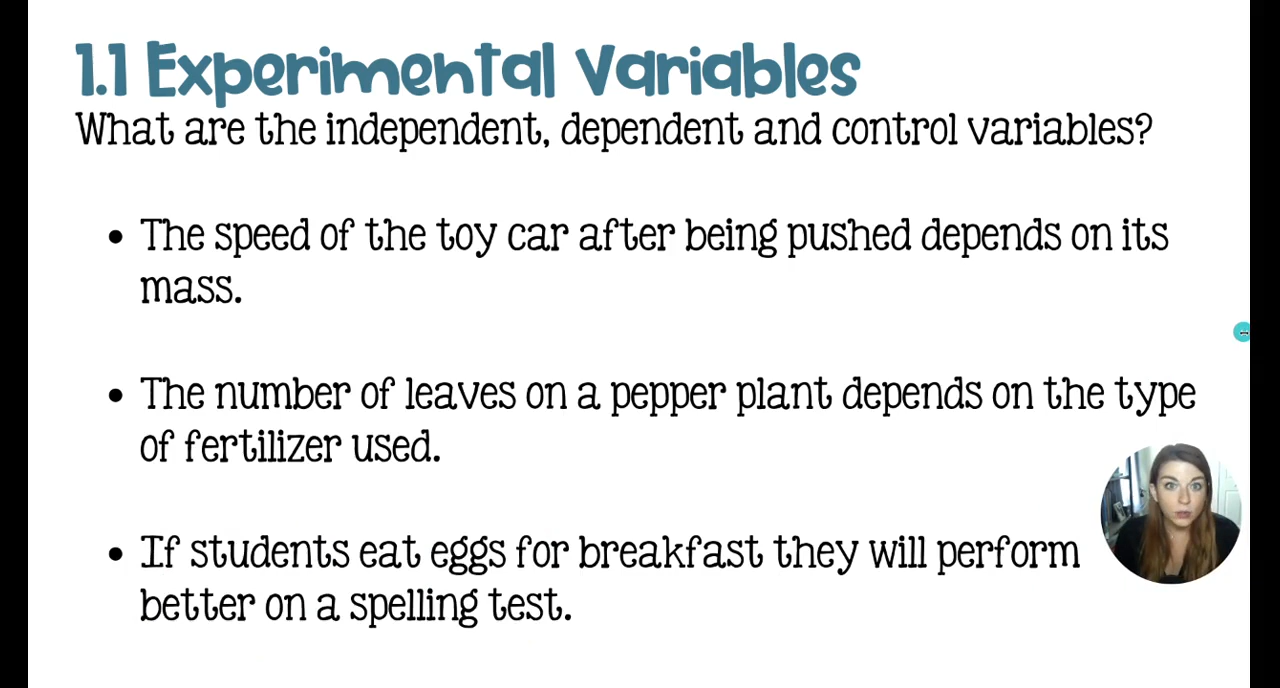 1.1 Experimental Variables
What are the independent, dependent and control variables?
• The speed of the toy car after being pushed depends on its
mass.
• The number of leaves on a pepper plant depends on the type
of fertilizer used.
• If students eat eggs for breakfast they will perform
better on a spelling test.